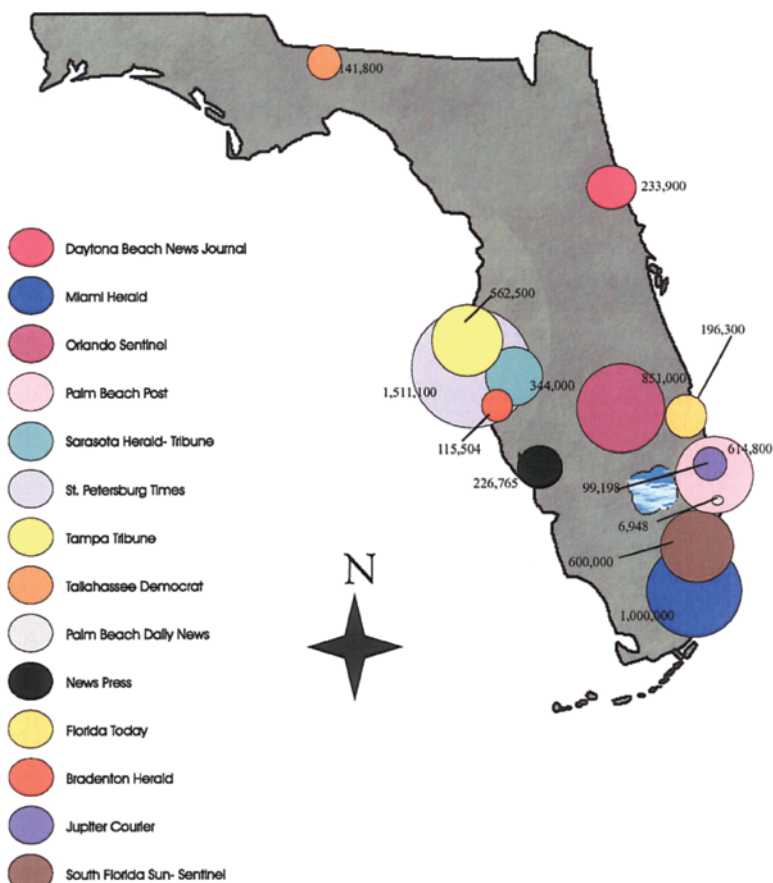 141,800
233,900
Daytona Beach News Journal
Miami Herald
562,500
196,300
Orlando Sentinel
851,000
Palm Beach Post
1,511,100
344,000
Sarasota Herald- Tribune
115,504
614,800
St. Petersburg Times
226,765
99,198
6,948
Tampa Tribune
600,000
N
Tallahassee Democrat
1,000,000
Palm Beach Daily News
News Press
Florida Today
Bradenton Herald
Jupiter Courier
South Florida Sun- Sentinel